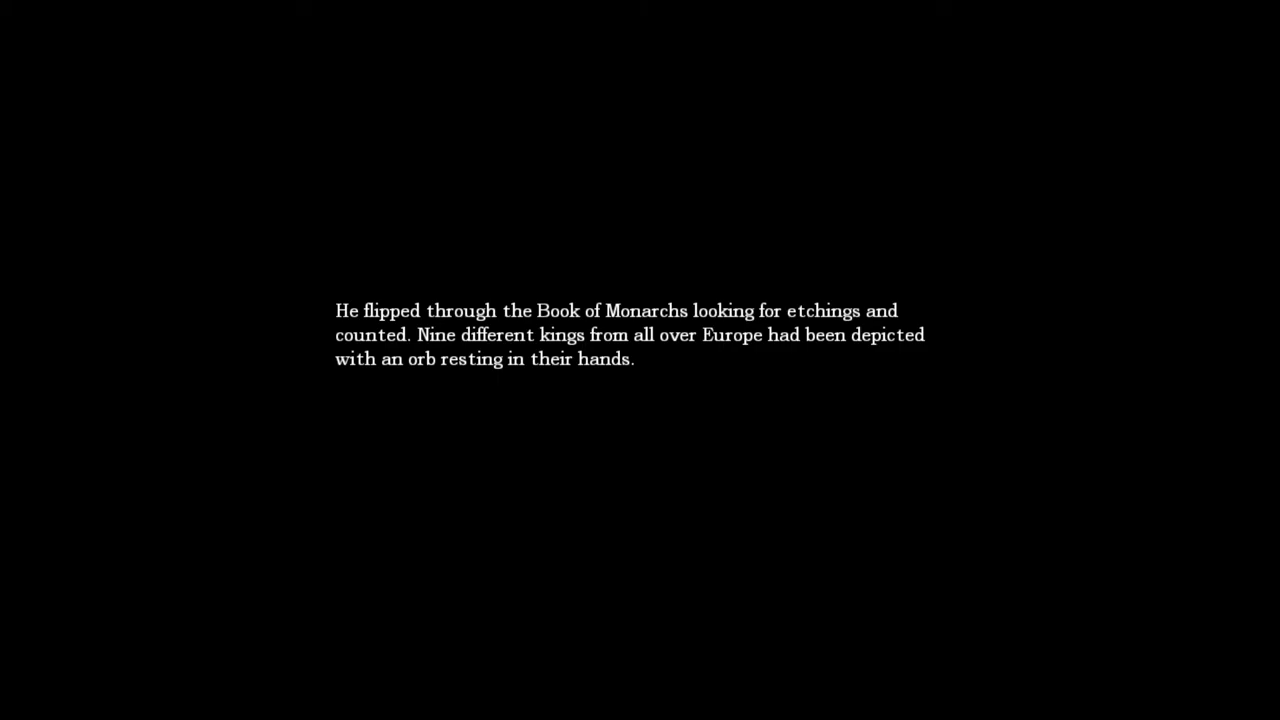 He flipped through the Book of Monarchs looking for etchings and
counted. Nine different kings from all over Europe had been depicted
with an orb resting in their hands.